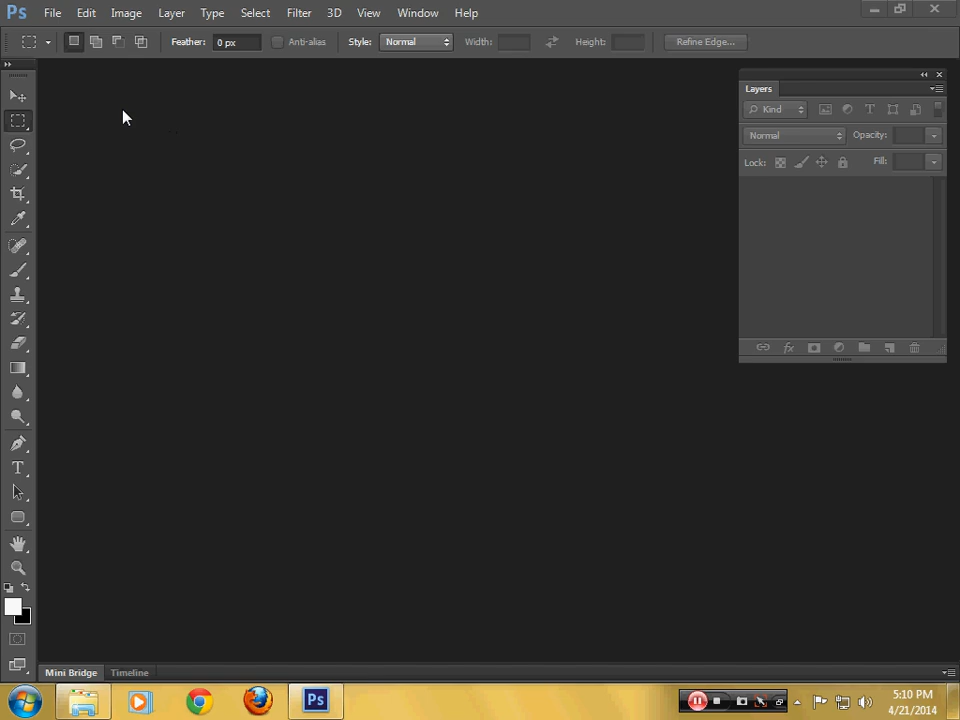 Ps File Edit Image Layer Type Select Filter 3D View Window Help
Feather: 0 px Anti-alias Style: Normal Width: Height: Refine Edge...
Layers
Kind
Normal Opacity:
Lock: Fill:
Mini Bridge Timeline
Ps
5:10 PM
4/21/2014